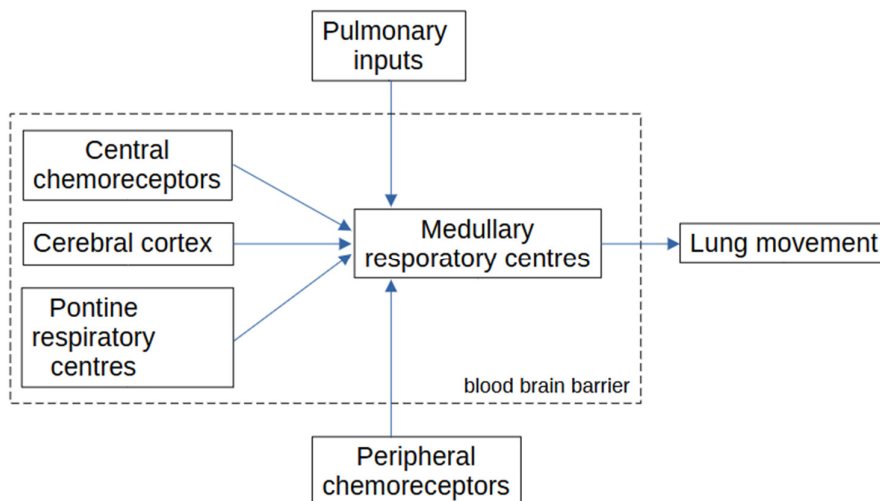 Pulmonary
inputs
Central
chemoreceptors
Cerebral cortex
Pontine
respiratory
centres
Medullary
resporatory centres
Lung movement
blood brain barrier
Peripheral
chemoreceptors